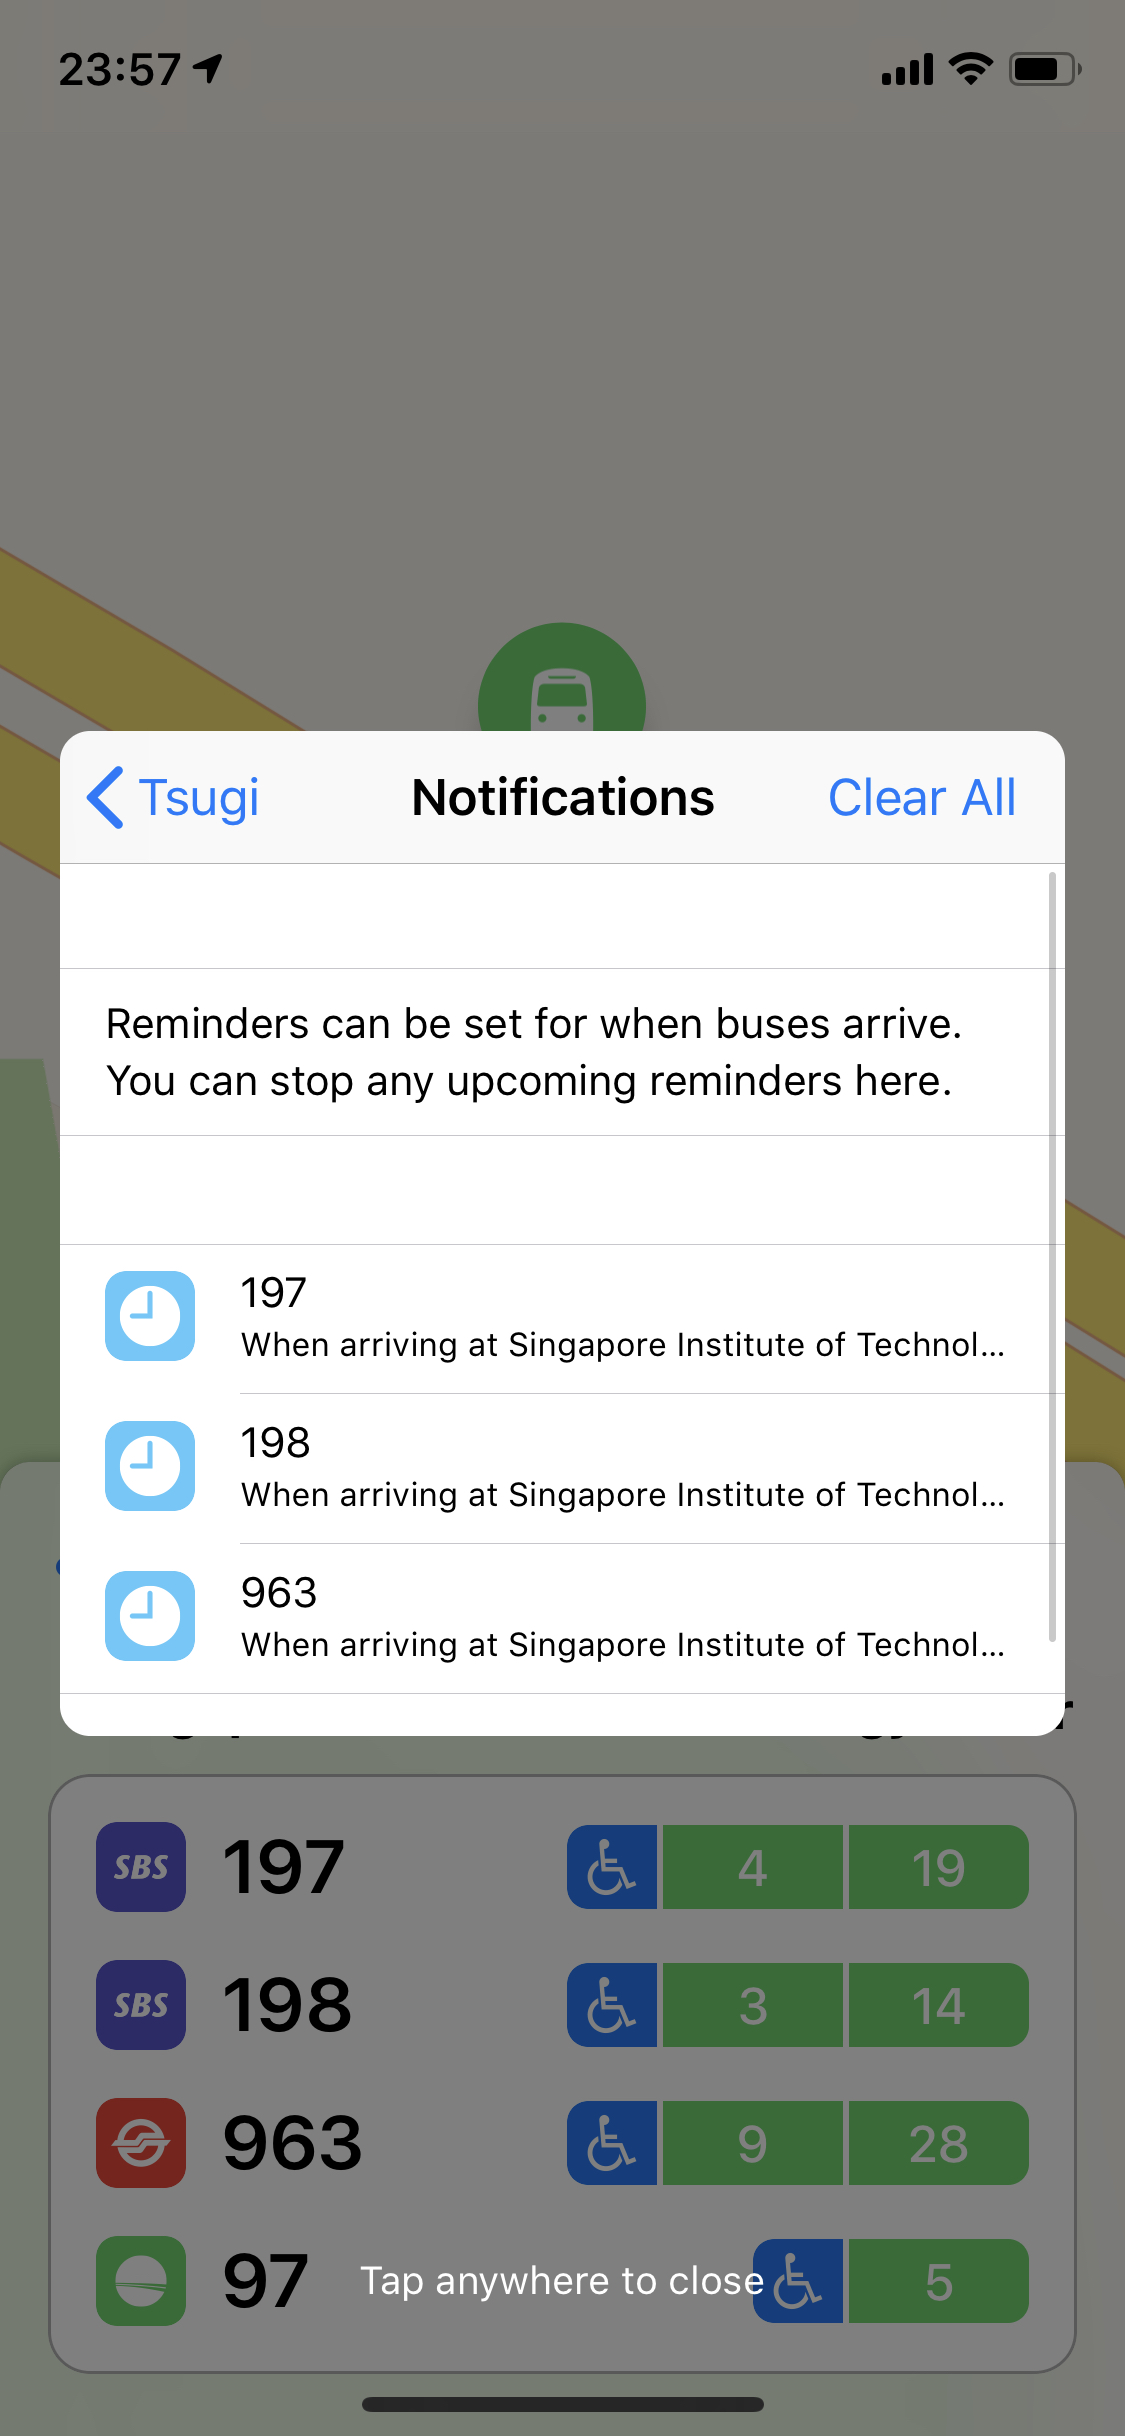 23:57
Tsugi
Notifications
Clear All
Reminders can be set for when buses arrive.
You can stop any upcoming reminders here.
197
When arriving at Singapore Institute of Technol...
198
When arriving at Singapore Institute of Technol...
963
When arriving at Singapore Institute of Technol...
SBS 197 4 19
SBS 198 3 14
963 9 28
97 5
Tap anywhere to close